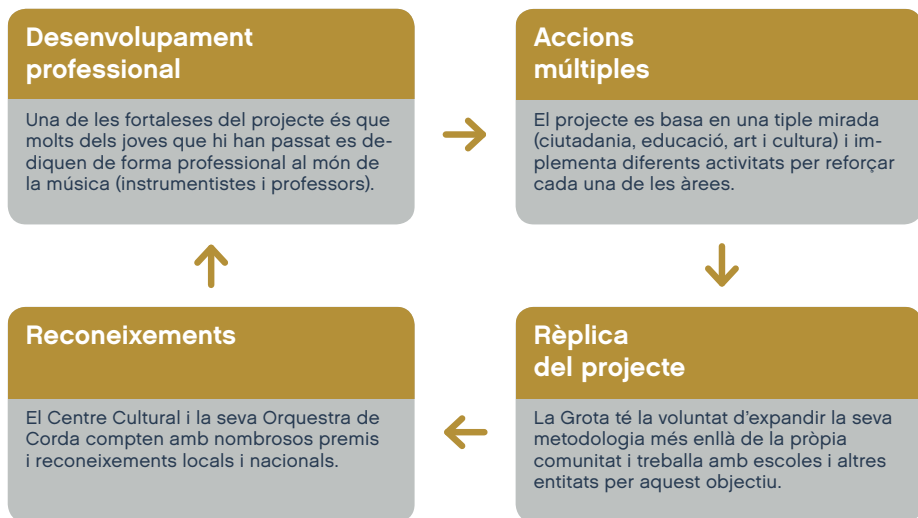 Desenvolupament
professional
Una de les fortaleses del projecte és que
molts dels joves que hi han passat es de-
diquen de forma professional al món de
la música (instrumentistes i professors).
Accions
múltiples
El projecte es basa en una tiple mirada
(ciutadania, educació, art i cultura) i im-
plementa diferents activitats per reforçar
cada una de les àrees.
Rèplica
del projecte
La Grota té la voluntat d’expandir la seva
metodologia més enllà de la pròpia
comunitat i treballa amb escoles i altres
entitats per aquest objectiu.
Reconeixements
El Centre Cultural i la seva Orquestra de
Corda compten amb nombrosos premis
i reconeixements locals i nacionals.